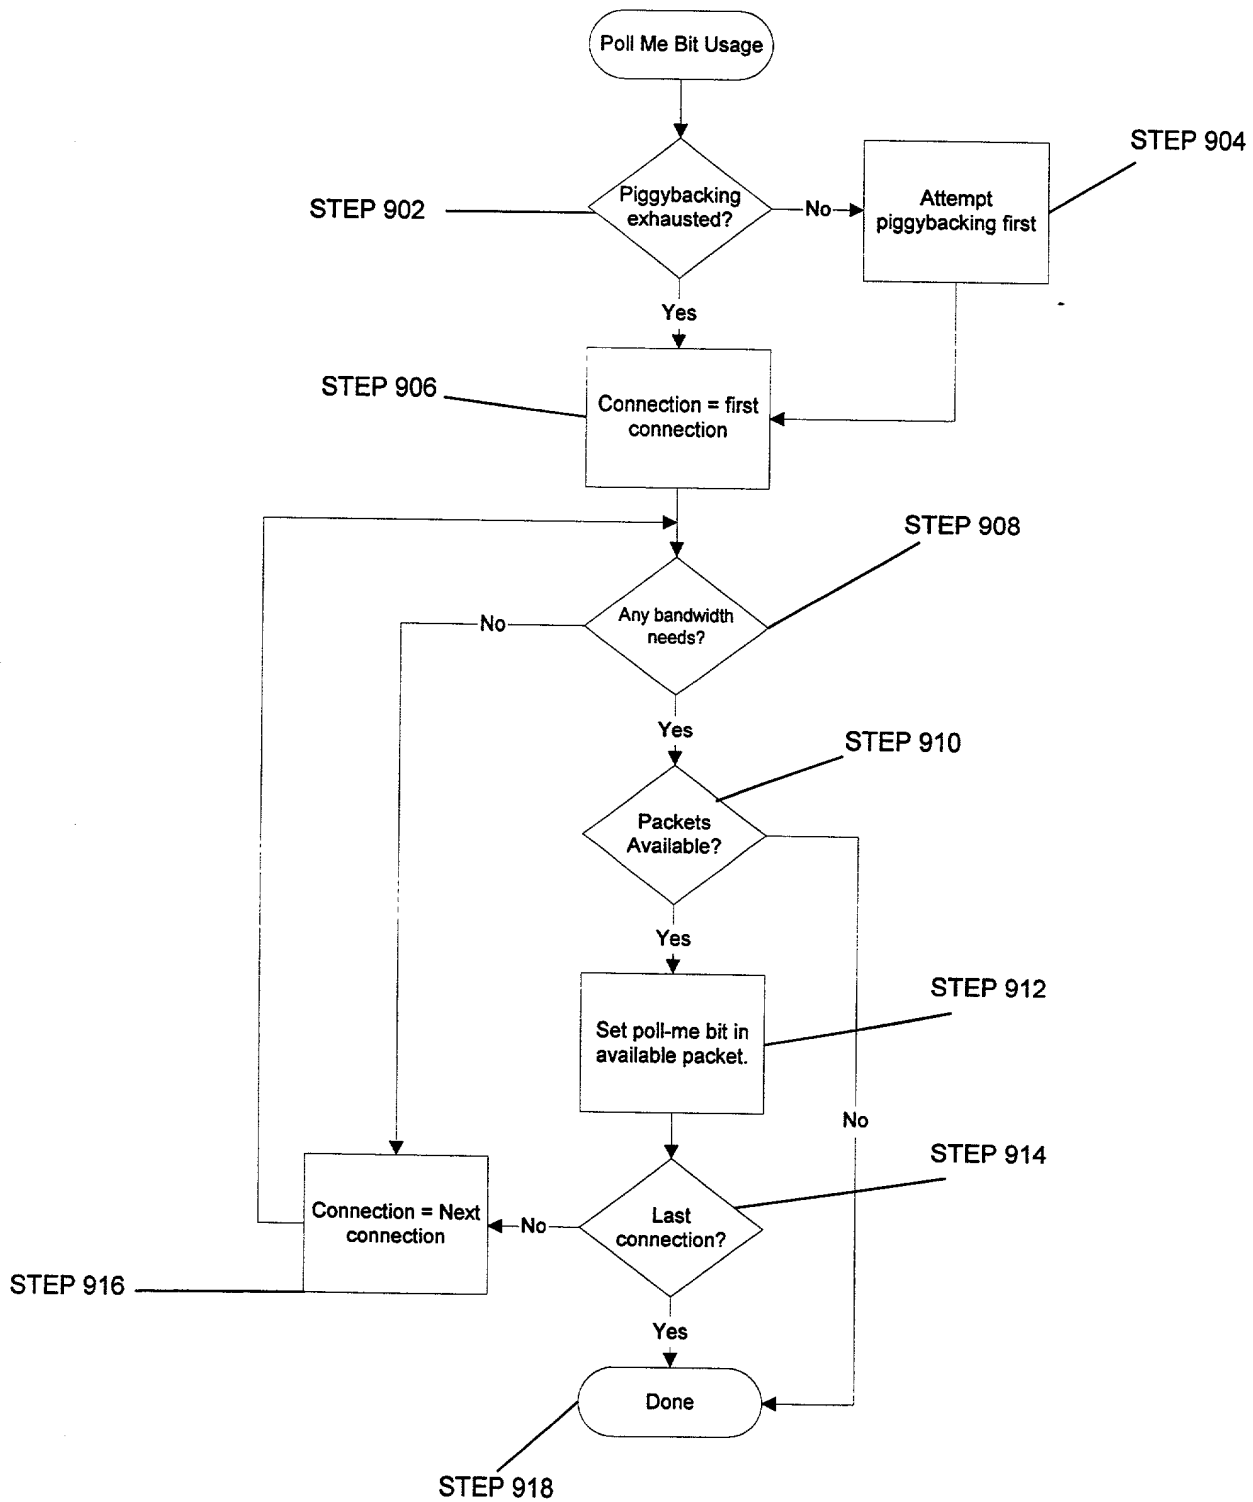 Poll Me Bit Usage
STEP 904
Piggybacking
exhausted?
No
Attempt
piggybacking first
STEP 902
Yes
STEP 906
Connection = first
connection
STEP 908
Any bandwidth
needs?
No
Yes
STEP 910
Packets
Available?
Yes
STEP 912
Set poll-me bit in
available packet.
No
STEP 914
Connection = Next
connection
No
Last
connection?
STEP 916
Yes
Done
STEP 918